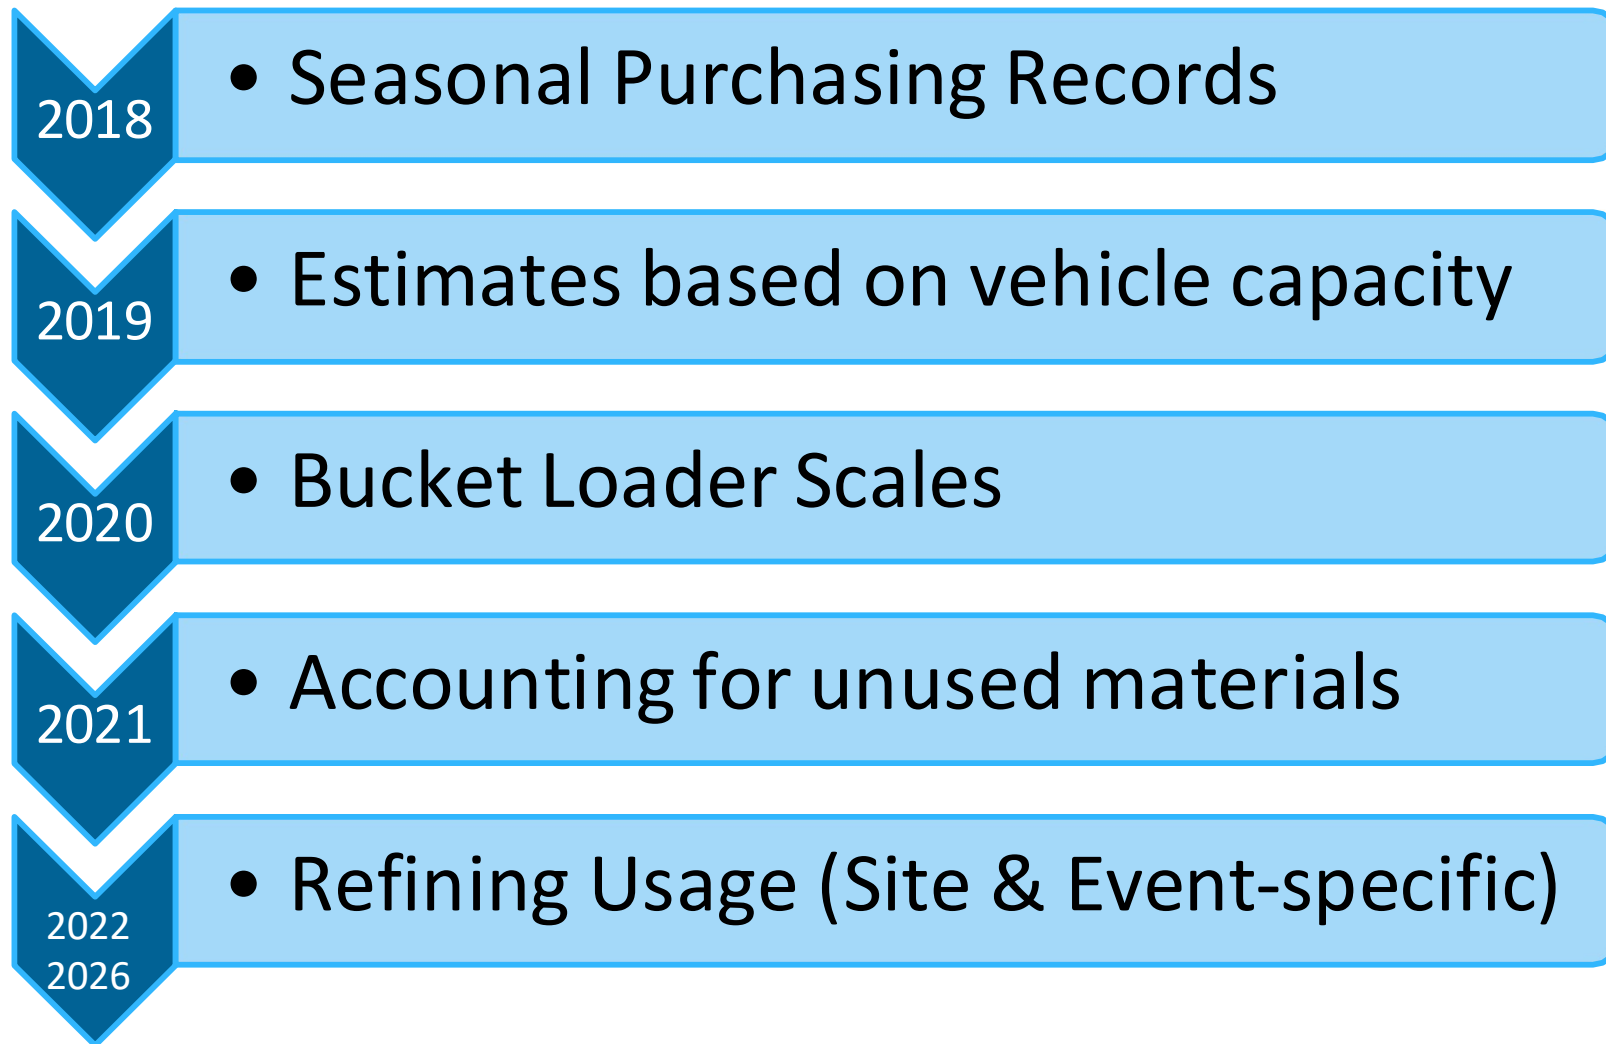 2018
• Seasonal Purchasing Records
2019
• Estimates based on vehicle capacity
2020
• Bucket Loader Scales
2021
• Accounting for unused materials
2022
2026
• Refining Usage (Site & Event-specific)